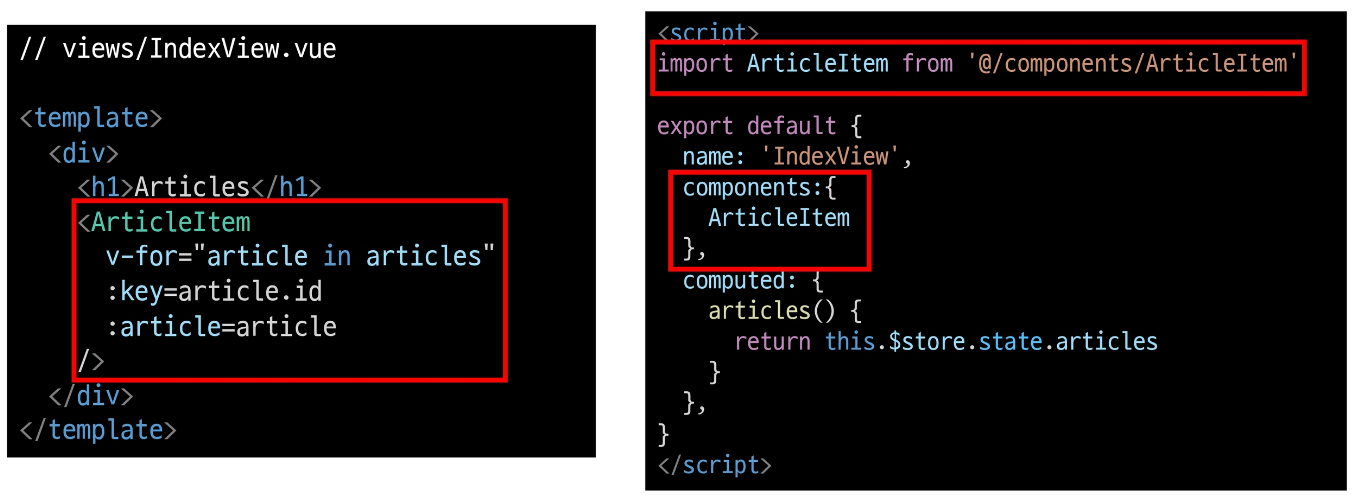 // views/IndexView.vue
<template>
<div>
<h1>Articles</h1>
<ArticleItem
v-for="article in articles"
:key=article.id
:article=article
/>
</div>
</template>
<script>
import ArticleItem from '@/components/ArticleItem'
export default {
name: 'IndexView',
components:{
ArticleItem
},
computed: {
articles() {
return this.$store.state.articles
}
},
}
</script>